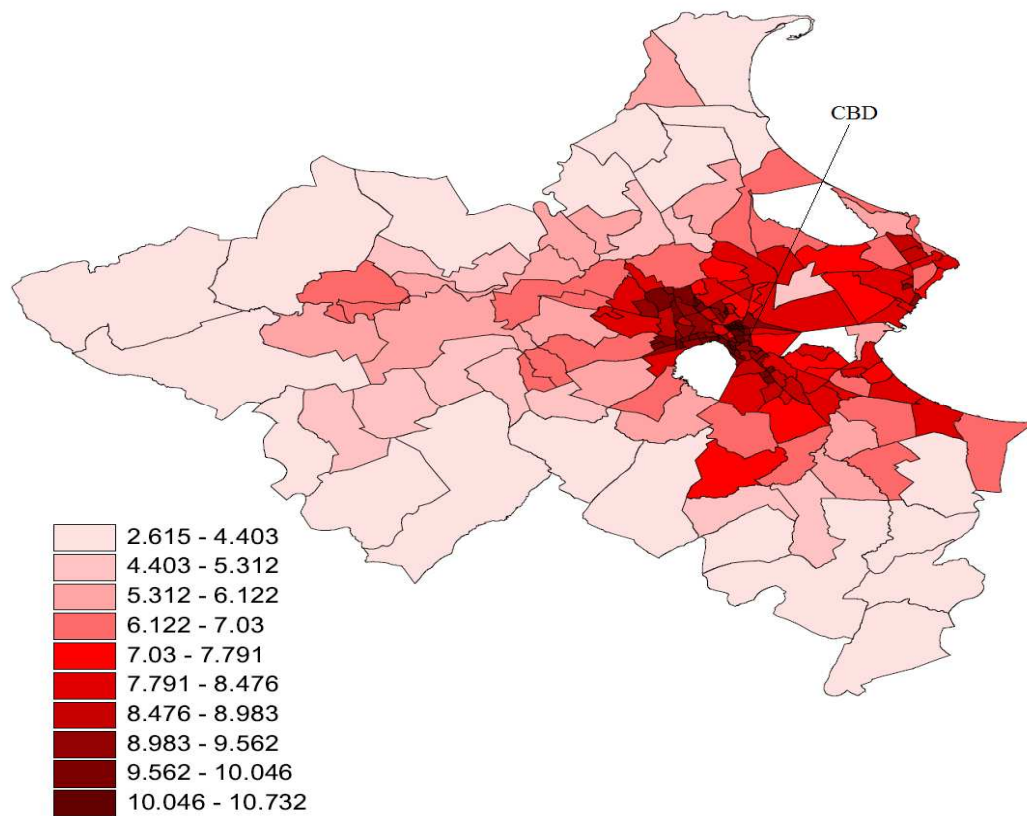 CBD
2.615 - 4.403
4.403 - 5.312
5.312 - 6.122
6.122 - 7.03
7.03 - 7.791
7.791 - 8.476
8.476 - 8.983
8.983 - 9.562
9.562 - 10.046
10.046 - 10.732